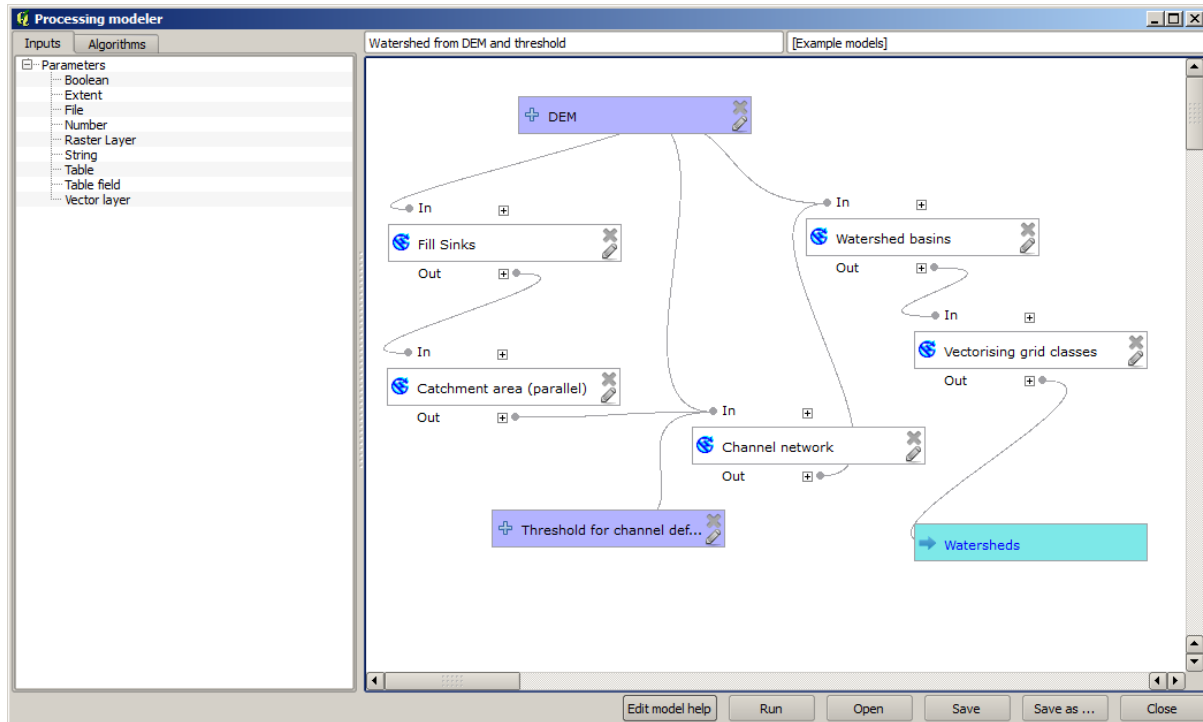 Processing modeler
Inputs
Algorithms
Watershed from DEM and threshold
[Example models]
Parameters
Boolean
Extent
File
Number
Raster Layer
String
Table
Table field
Vector layer
DEM
In
Fill Sinks
Out
In
Watershed basins
Out
In
Vectorising grid classes
Out
In
Catchment area (parallel)
Out
In
Channel network
Out
Threshold for channel def...
Watersheds
Edit model help
Run
Open
Save
Save as ...
Close